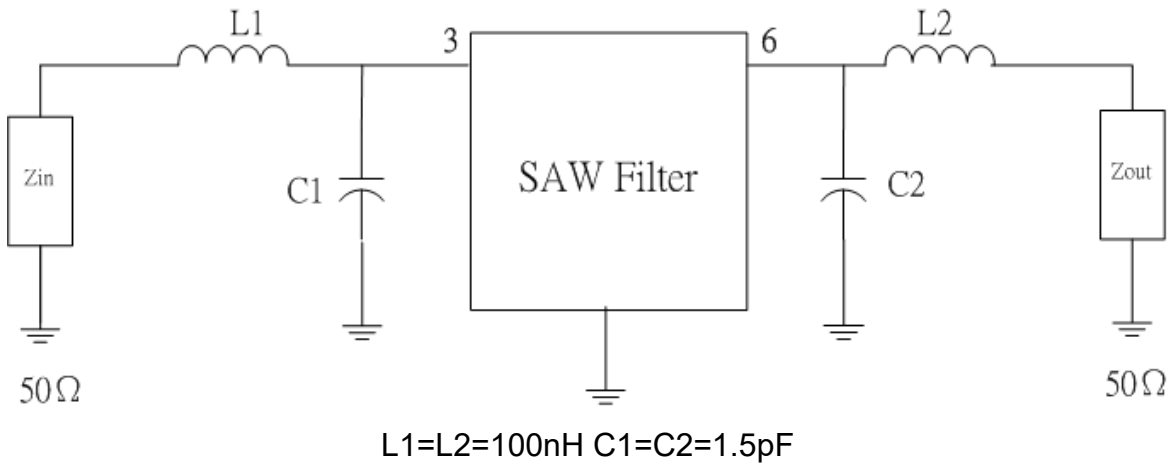 L1
3
6
L2
Zin
C1
SAW Filter
C2
Zout
50Ω
50Ω
L1=L2=100nH C1=C2=1.5pF